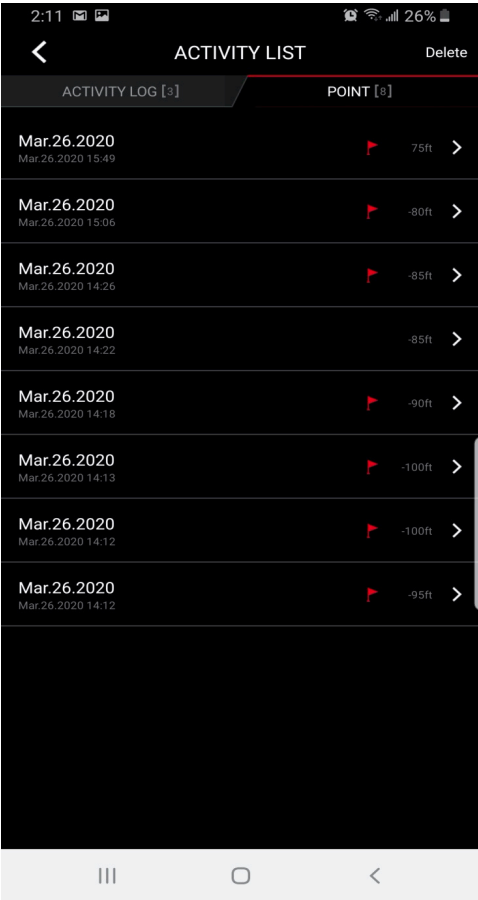 2:11 26%
ACTIVITY LIST Delete
ACTIVITY LOG [3] POINT [8]
Mar.26.2020
Mar.26.2020 15:49 75ft
Mar.26.2020
Mar.26.2020 15:06 -80ft
Mar.26.2020
Mar.26.2020 14:26 -85ft
Mar.26.2020
Mar.26.2020 14:22 -85ft
Mar.26.2020
Mar.26.2020 14:18 -90ft
Mar.26.2020
Mar.26.2020 14:13 -100ft
Mar.26.2020
Mar.26.2020 14:12 -100ft
Mar.26.2020
Mar.26.2020 14:12 -95ft